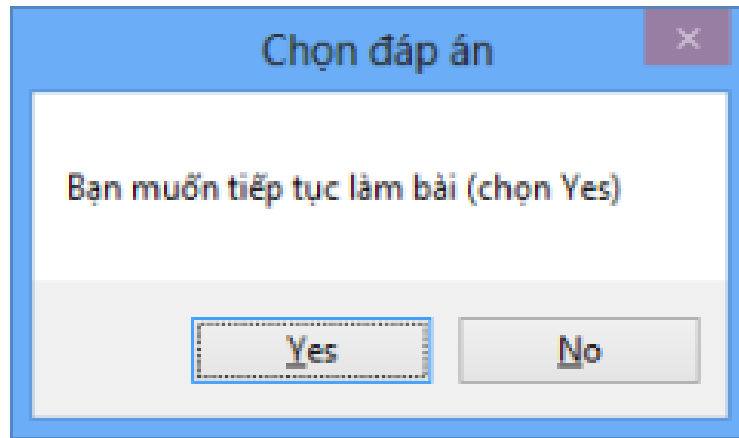 Chọn đáp án
Bạn muốn tiếp tục làm bài (chọn Yes)
Yes No